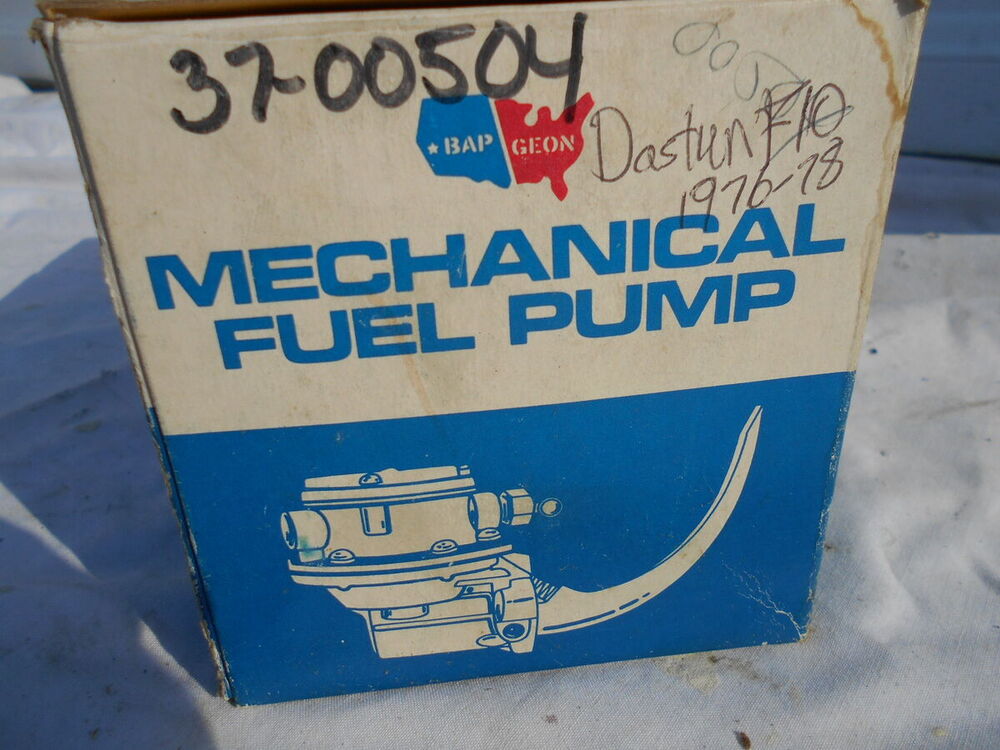 37-00504
★ BAP GEON
Dastun F10
1976-78
MECHANICAL
FUEL PUMP